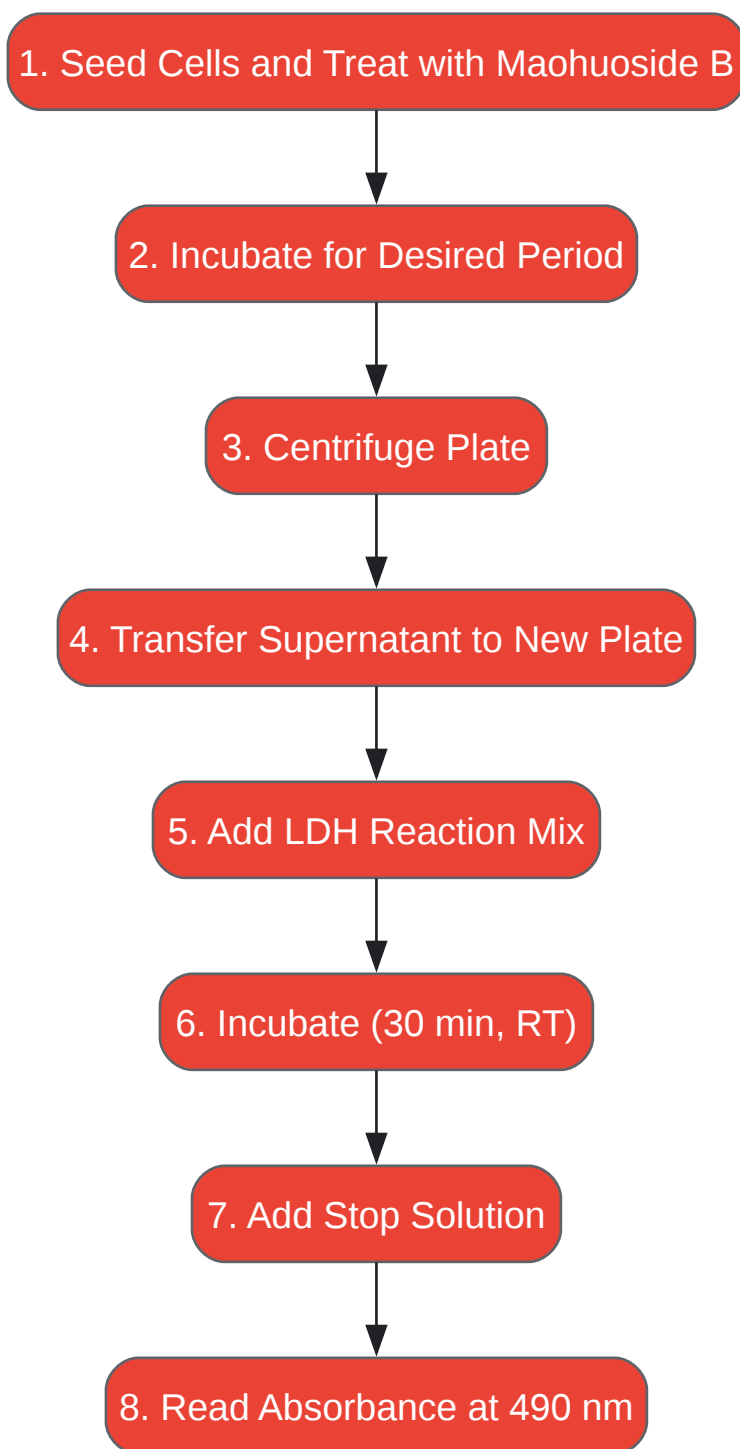 1. Seed Cells and Treat with Maohuoside B
2. Incubate for Desired Period
3. Centrifuge Plate
4. Transfer Supernatant to New Plate
5. Add LDH Reaction Mix
6. Incubate (30 min, RT)
7. Add Stop Solution
8. Read Absorbance at 490 nm